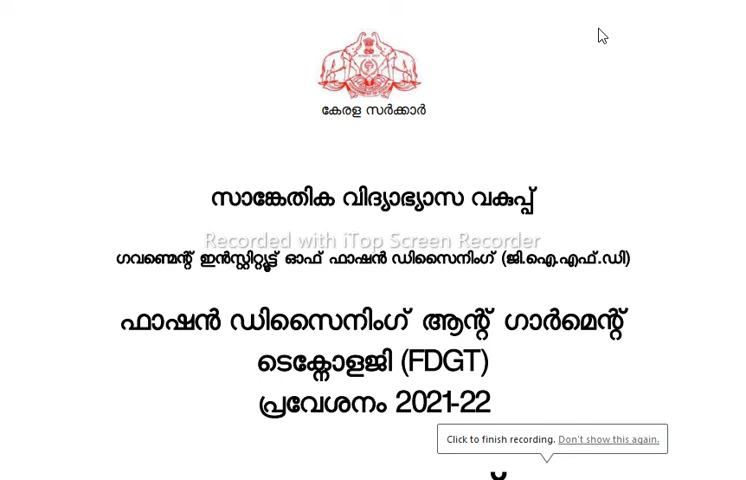 കേരള സർക്കാർ
സാങ്കേതിക വിദ്യാഭ്യാസ വകുപ്പ്
Recorded with iTop Screen Recorder
ഗവണ്മെന്റ് ഇൻസ്റ്റിറ്റ്യൂട്ട് ഓഫ് ഫാഷൻ ഡിസൈനിംഗ് (ജി.ഐ.എഫ്.ഡി)
ഫാഷൻ ഡിസൈനിംഗ് ആന്റ് ഗാർമെന്റ്
ടെക്നോളജി (FDGT)
പ്രവേശനം 2021-22
Click to finish recording. Don't show this again.